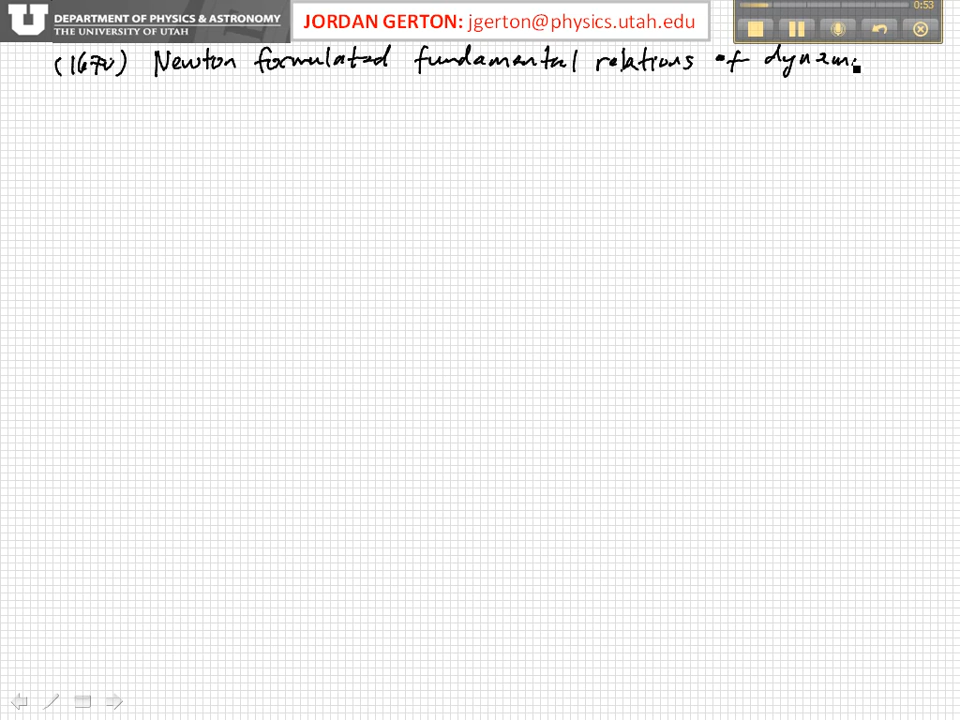 DEPARTMENT OF PHYSICS & ASTRONOMY
THE UNIVERSITY OF UTAH
JORDAN GERTON: jgerton@physics.utah.edu
0:53
(1670) Newton formulated fundamental relations of dynami